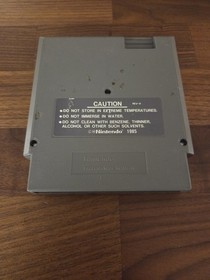 CAUTION
●DO NOT STORE IN EXTREME TEMPERATURES.
●DO NOT IMMERSE IN WATER.
●DO NOT CLEAN WITH BENZENE, THINNER,
ALCOHOL OR OTHER SUCH SOLVENTS.
Nintendo 1985